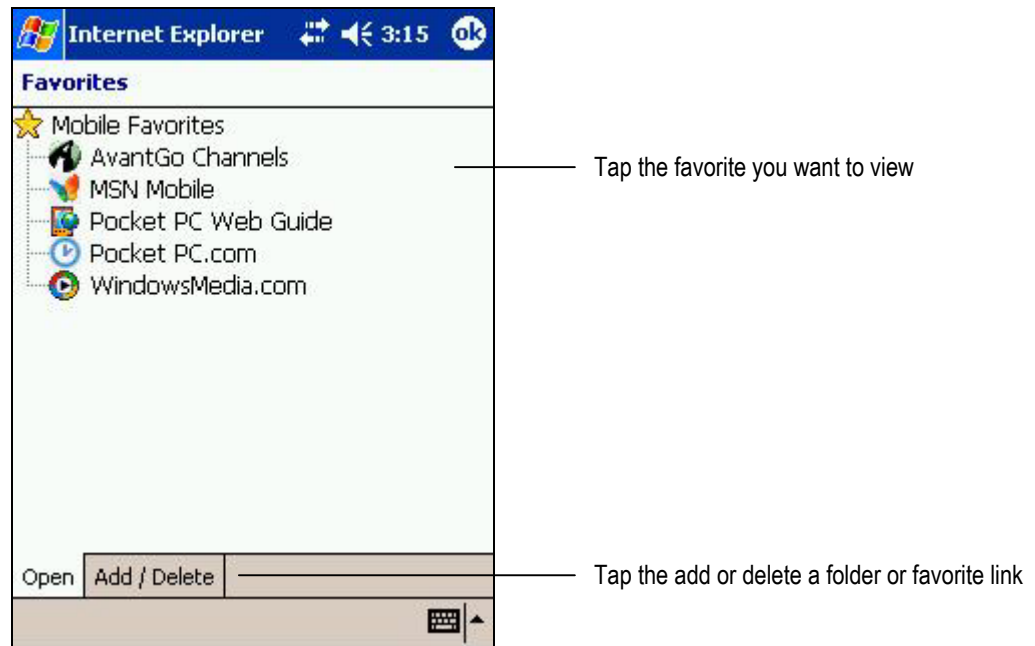 Internet Explorer 3:15 ok
Favorites
Mobile Favorites
AvantGo Channels
Tap the favorite you want to view
MSN Mobile
Pocket PC Web Guide
Pocket PC.com
WindowsMedia.com
Open Add / Delete
Tap the add or delete a folder or favorite link